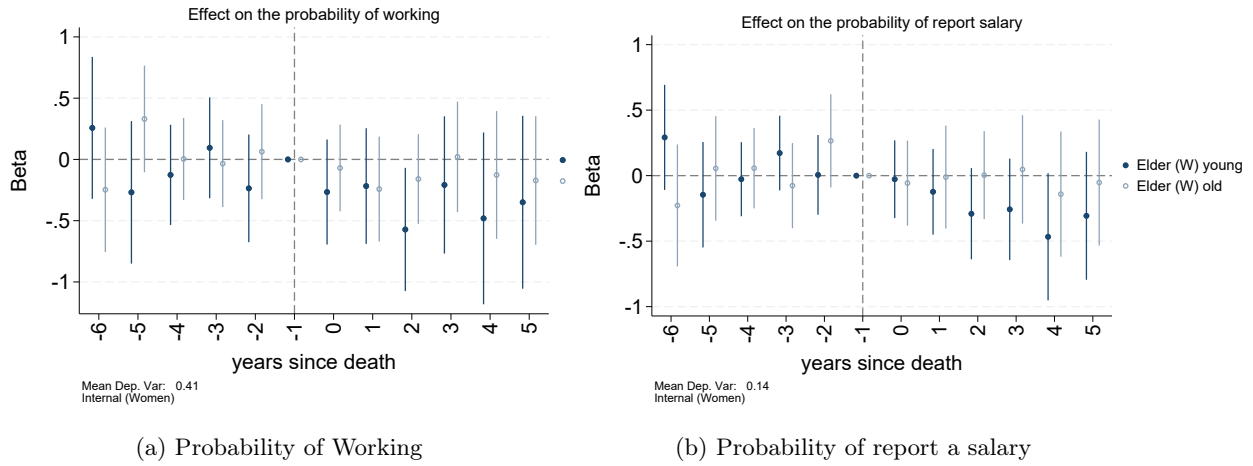 Effect on the probability of working
1
.5
0
-.5
-1
Beta
-6 -5 -4 -3 -2 -1 0 1 2 3 4 5
years since death
Mean Dep. Var: 0.41
Internal (Women)
(a) Probability of Working
Effect on the probability of report salary
1
.5
0
-.5
-1
Beta
-6 -5 -4 -3 -2 -1 0 1 2 3 4 5
years since death
Mean Dep. Var: 0.14
Internal (Women)
Elder (W) young
Elder (W) old
(b) Probability of report a salary